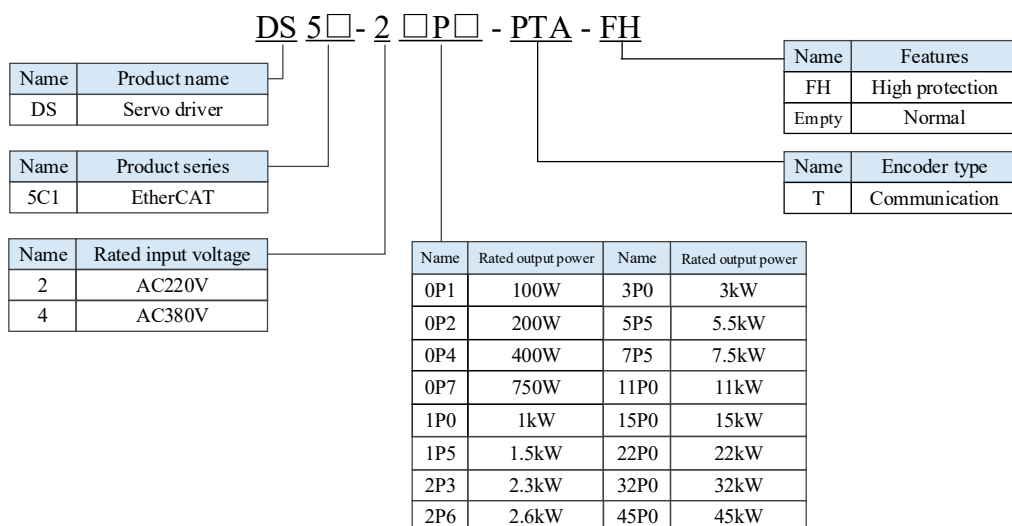 DS 5□- 2 □P□ - PTA - FH
Name Product name
DS Servo driver
Name Product series
5C1 EtherCAT
Name Rated input voltage
2 AC220V
4 AC380V
Name Features
FH High protection
Empty Normal
Name Encoder type
T Communication
Name Rated output power Name Rated output power
0P1 100W 3P0 3kW
0P2 200W 5P5 5.5kW
0P4 400W 7P5 7.5kW
0P7 750W 11P0 11kW
1P0 1kW 15P0 15kW
1P5 1.5kW 22P0 22kW
2P3 2.3kW 32P0 32kW
2P6 2.6kW 45P0 45kW